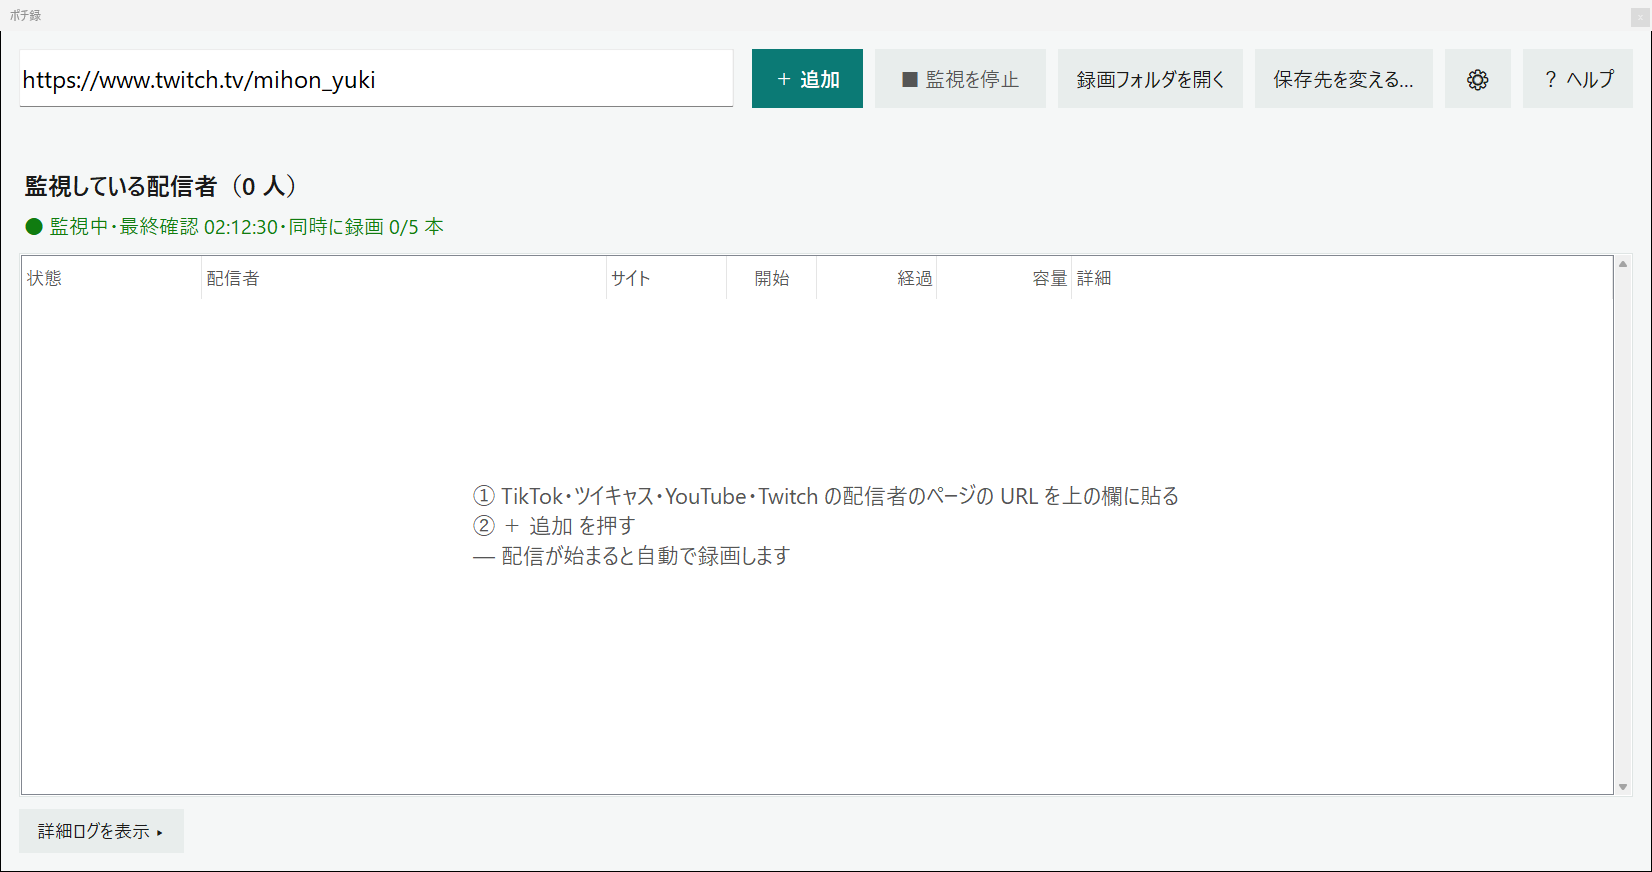 ポチ録
https://www.twitch.tv/mihon_yuki
＋ 追加
■ 監視を停止
録画フォルダを開く
保存先を変える...
? ヘルプ
監視している配信者（0 人）
● 監視中・最終確認 02:12:30・同時に録画 0/5 本
状態 配信者 サイト 開始 経過 容量 詳細
① TikTok・ツイキャス・YouTube・Twitch の配信者のページの URL を上の欄に貼る
② ＋ 追加 を押す
— 配信が始まると自動で録画します
詳細ログを表示 ▸